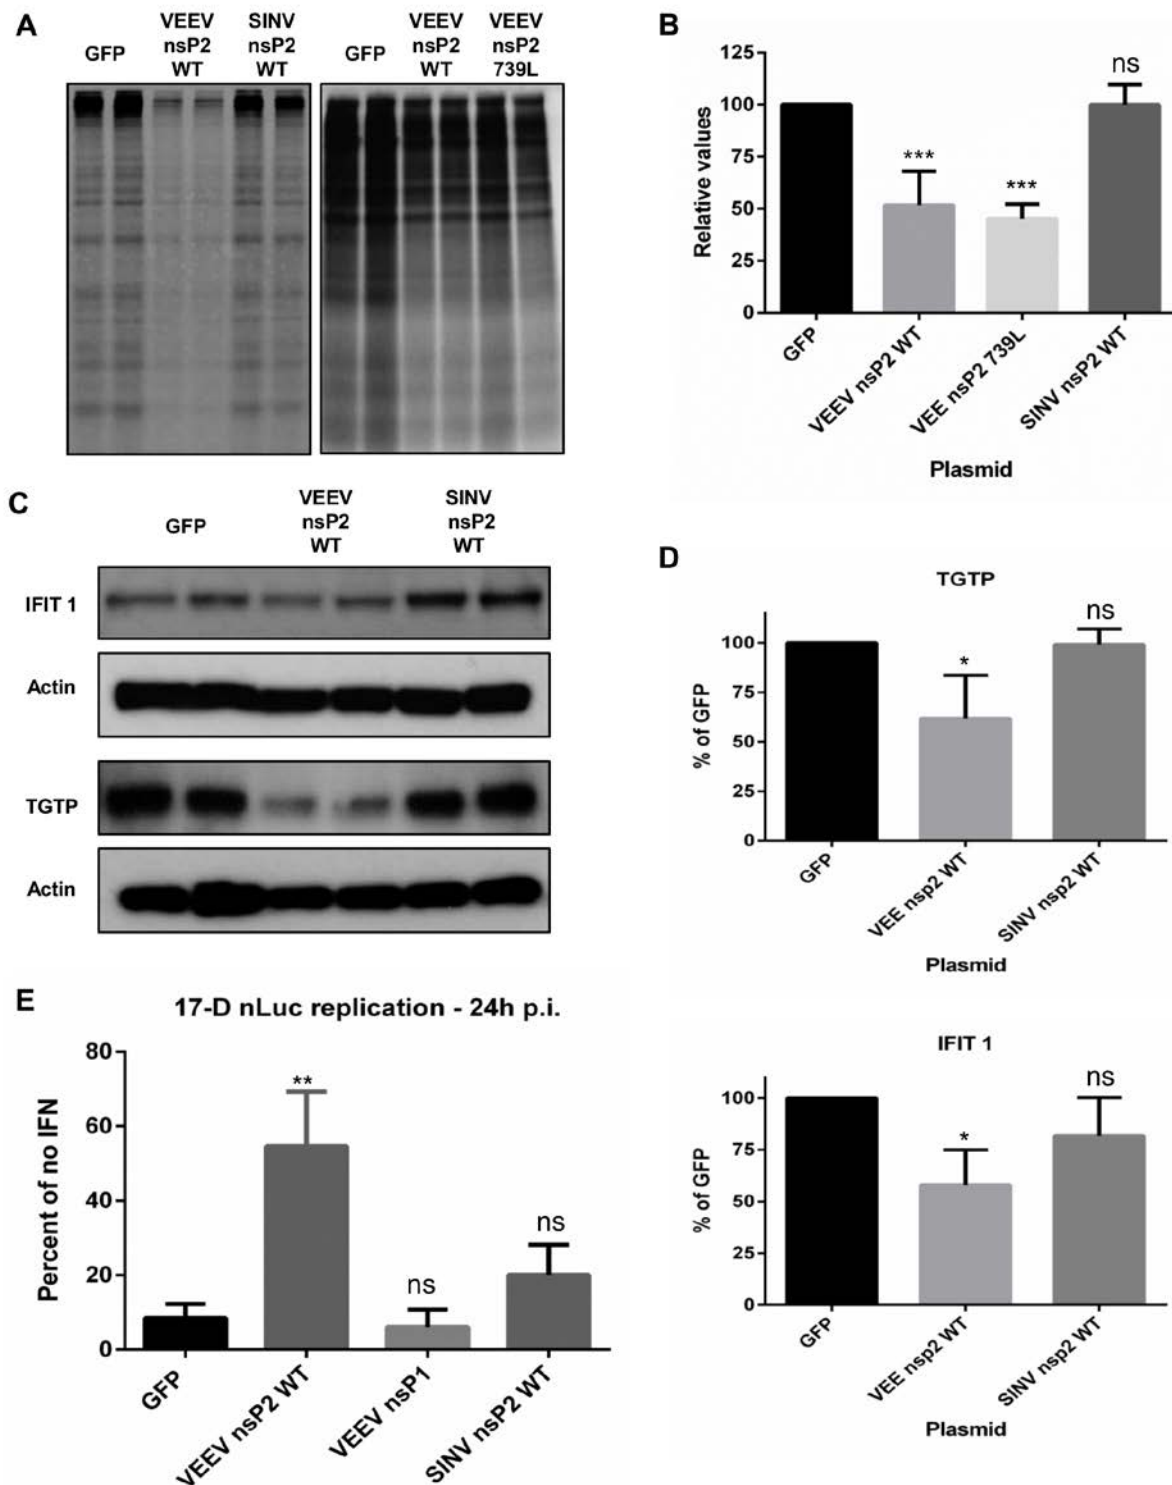 A
GFP
VEEV
nsP2
WT
SINV
nsP2
WT
GFP
VEEV
nsP2
WT
VEEV
nsP2
739L
B
Relative values
125
100
75
50
25
0
***
***
ns
GFP
VEEV nsP2 WT
VEE nsP2 739L
SINV nsP2 WT
Plasmid
C
GFP
VEEV
nsP2
WT
SINV
nsP2
WT
IFIT 1
Actin
TGTP
Actin
D
TGTP
% of GFP
100
75
50
25
0
*
ns
GFP
VEE nsp2 WT
SINV nsp2 WT
Plasmid
IFIT 1
% of GFP
100
75
50
25
0
*
ns
GFP
VEE nsp2 WT
SINV nsp2 WT
Plasmid
E
17-D nLuc replication - 24h p.i.
Percent of no IFN
80
60
40
20
0
**
ns
ns
GFP
VEEV nsP2 WT
VEEV nsP1
SINV nsP2 WT